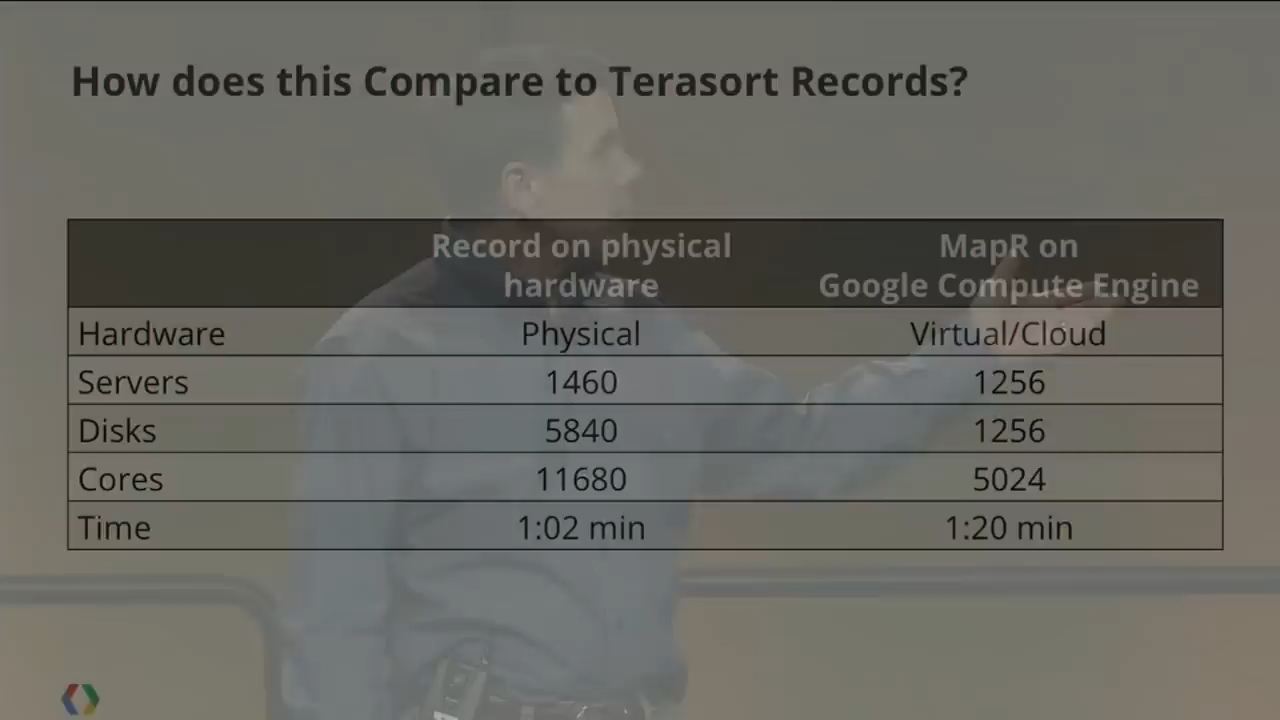 How does this Compare to Terasort Records?
Record on physical hardware MapR on Google Compute Engine
Hardware Physical Virtual/Cloud
Servers 1460 1256
Disks 5840 1256
Cores 11680 5024
Time 1:02 min 1:20 min